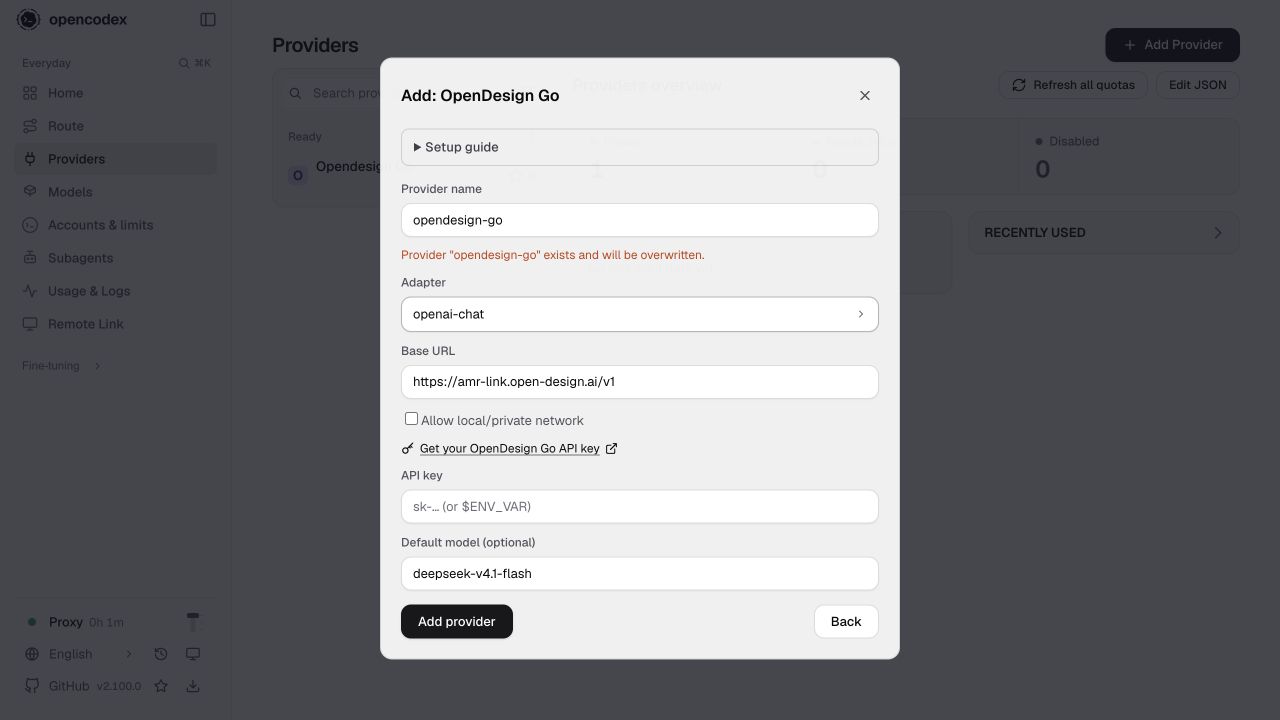 opencodex
Everyday
⌘K
Home
Route
Providers
Models
Accounts & limits
Subagents
Usage & Logs
Remote Link
Fine-tuning
Proxy 0h 1m
English
GitHub v2.100.0
Providers
Add Provider
Refresh all quotas
Edit JSON
Providers overview
Ready
O
1
0
Disabled
0
RECENTLY USED
Add: OpenDesign Go
Setup guide
Provider name
opendesign-go
Provider "opendesign-go" exists and will be overwritten.
Adapter
openai-chat
Base URL
https://amr-link.open-design.ai/v1
Allow local/private network
Get your OpenDesign Go API key
API key
sk-... (or $ENV_VAR)
Default model (optional)
deepseek-v4.1-flash
Add provider
Back